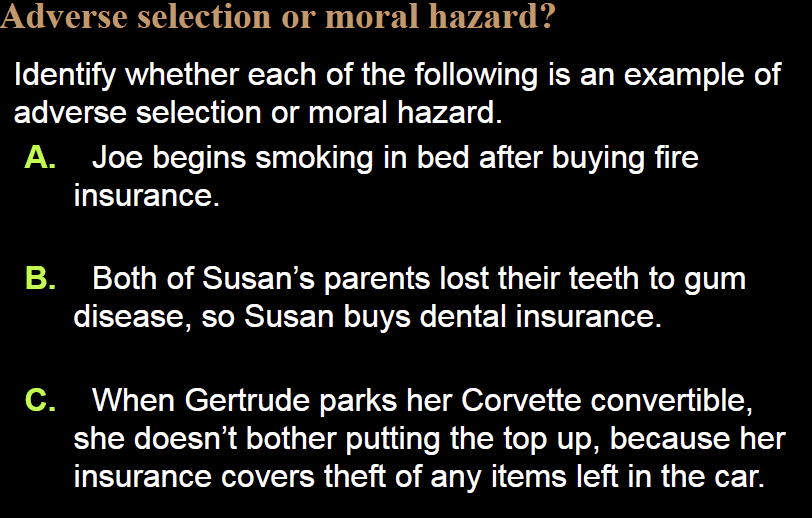 Adverse selection or moral hazard?
Identify whether each of the following is an example of
adverse selection or moral hazard.
A. Joe begins smoking in bed after buying fire
insurance.
B. Both of Susan’s parents lost their teeth to gum
disease, so Susan buys dental insurance.
C. When Gertrude parks her Corvette convertible,
she doesn’t bother putting the top up, because her
insurance covers theft of any items left in the car.